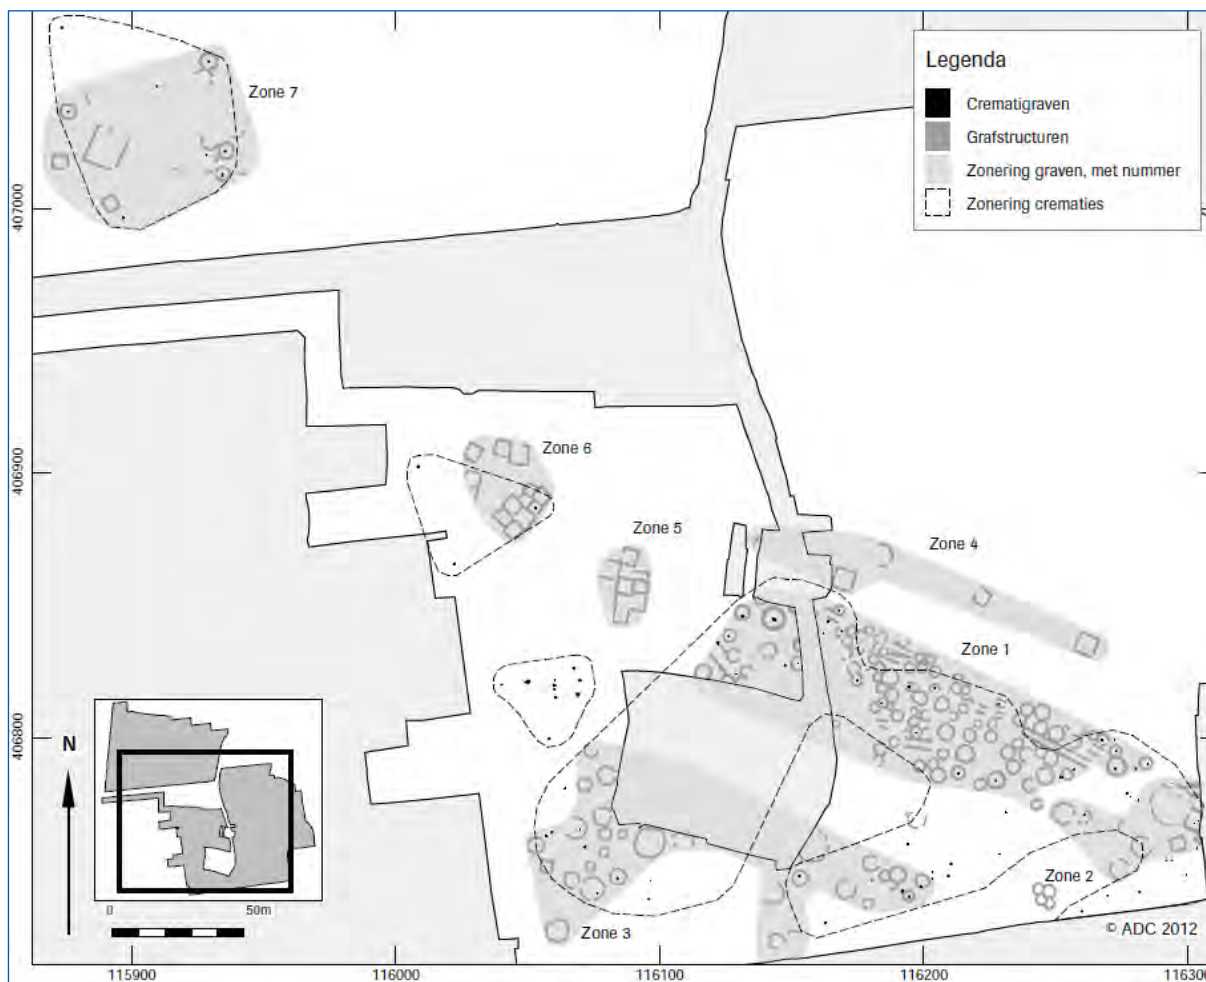 Legenda
Crematigraven
Grafstructuren
Zonering graven, met nummer
Zonering crematies
Zone 7
407000
Zone 6
406900
Zone 5
Zone 4
Zone 1
406800
N
Zone 2
0 50m
Zone 3
© ADC 2012
115900 116000 116100 116200 116300